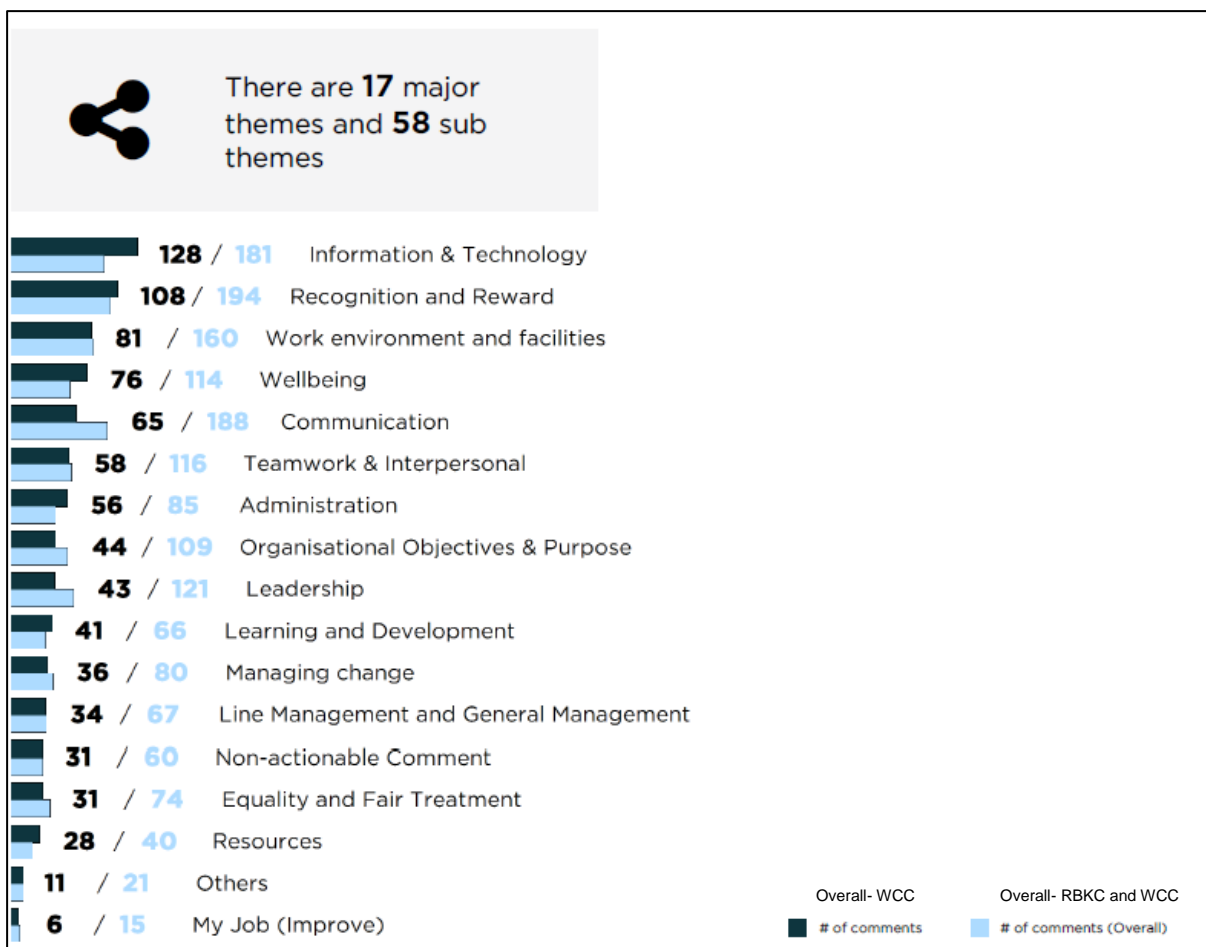 There are 17 major
themes and 58 sub
themes
128 / 181 Information & Technology
108 / 194 Recognition and Reward
81 / 160 Work environment and facilities
76 / 114 Wellbeing
65 / 188 Communication
58 / 116 Teamwork & Interpersonal
56 / 85 Administration
44 / 109 Organisational Objectives & Purpose
43 / 121 Leadership
41 / 66 Learning and Development
36 / 80 Managing change
34 / 67 Line Management and General Management
31 / 60 Non-actionable Comment
31 / 74 Equality and Fair Treatment
28 / 40 Resources
11 / 21 Others
6 / 15 My Job (Improve)
Overall- WCC Overall- RBKC and WCC
# of comments # of comments (Overall)